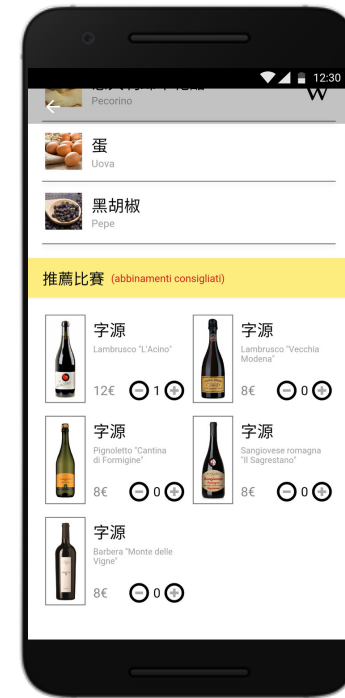 12:30
Pecorino
W
蛋
Uova
黑胡椒
Pepe
推薦比賽 (abbinamenti consigliati)
字源
Lambrusco "L'Acino"
12€ 1
字源
Lambrusco "Vecchia
Modena"
8€ 0
字源
Pignoletto "Cantina
di Formigine"
8€ 0
字源
Sangiovese romagna
"Il Sagrestano"
8€ 0
字源
Barbera "Monte delle
Vigne"
8€ 0